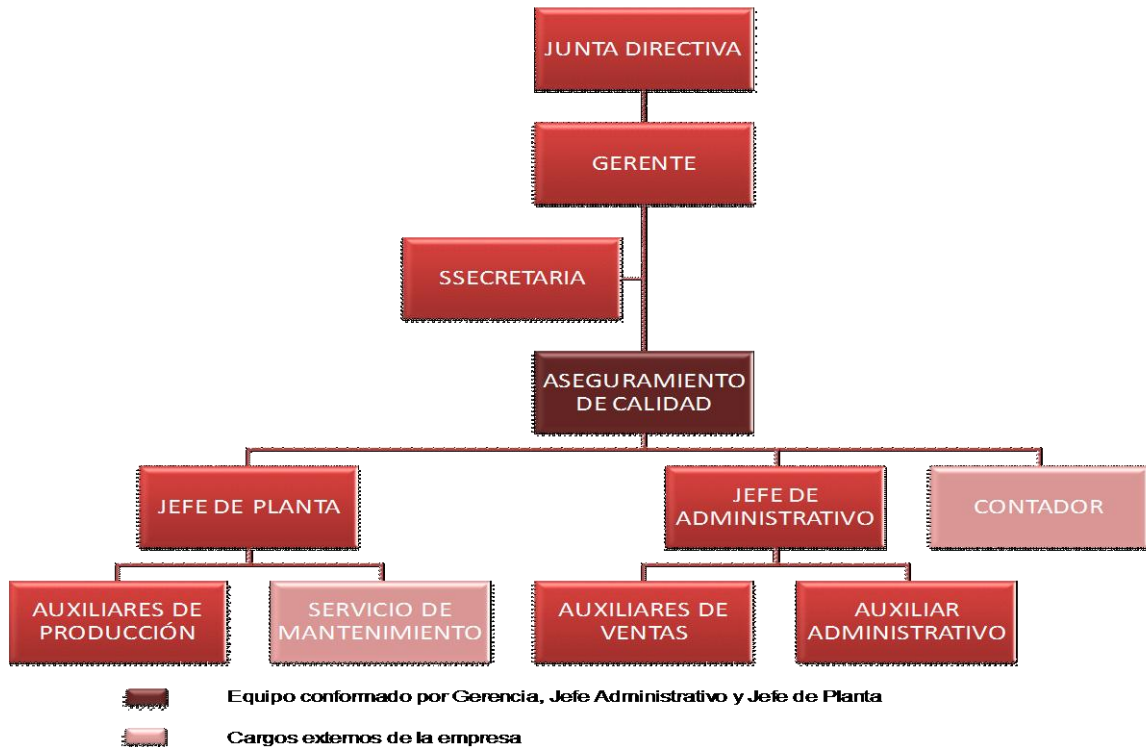 JUNTA DIRECTIVA
GERENTE
SSECRETARIA
ASEGURAMIENTO
DE CALIDAD
JEFE DE PLANTA
JEFE DE
ADMINISTRATIVO
CONTADOR
AUXILIARES DE
PRODUCCIÓN
SERVICIO DE
MANTENIMIENTO
AUXILIARES DE
VENTAS
AUXILIAR
ADMINISTRATIVO
Equipo conformado por Gerencia, Jefe Administrativo y Jefe de Planta
Cargos externos de la empresa